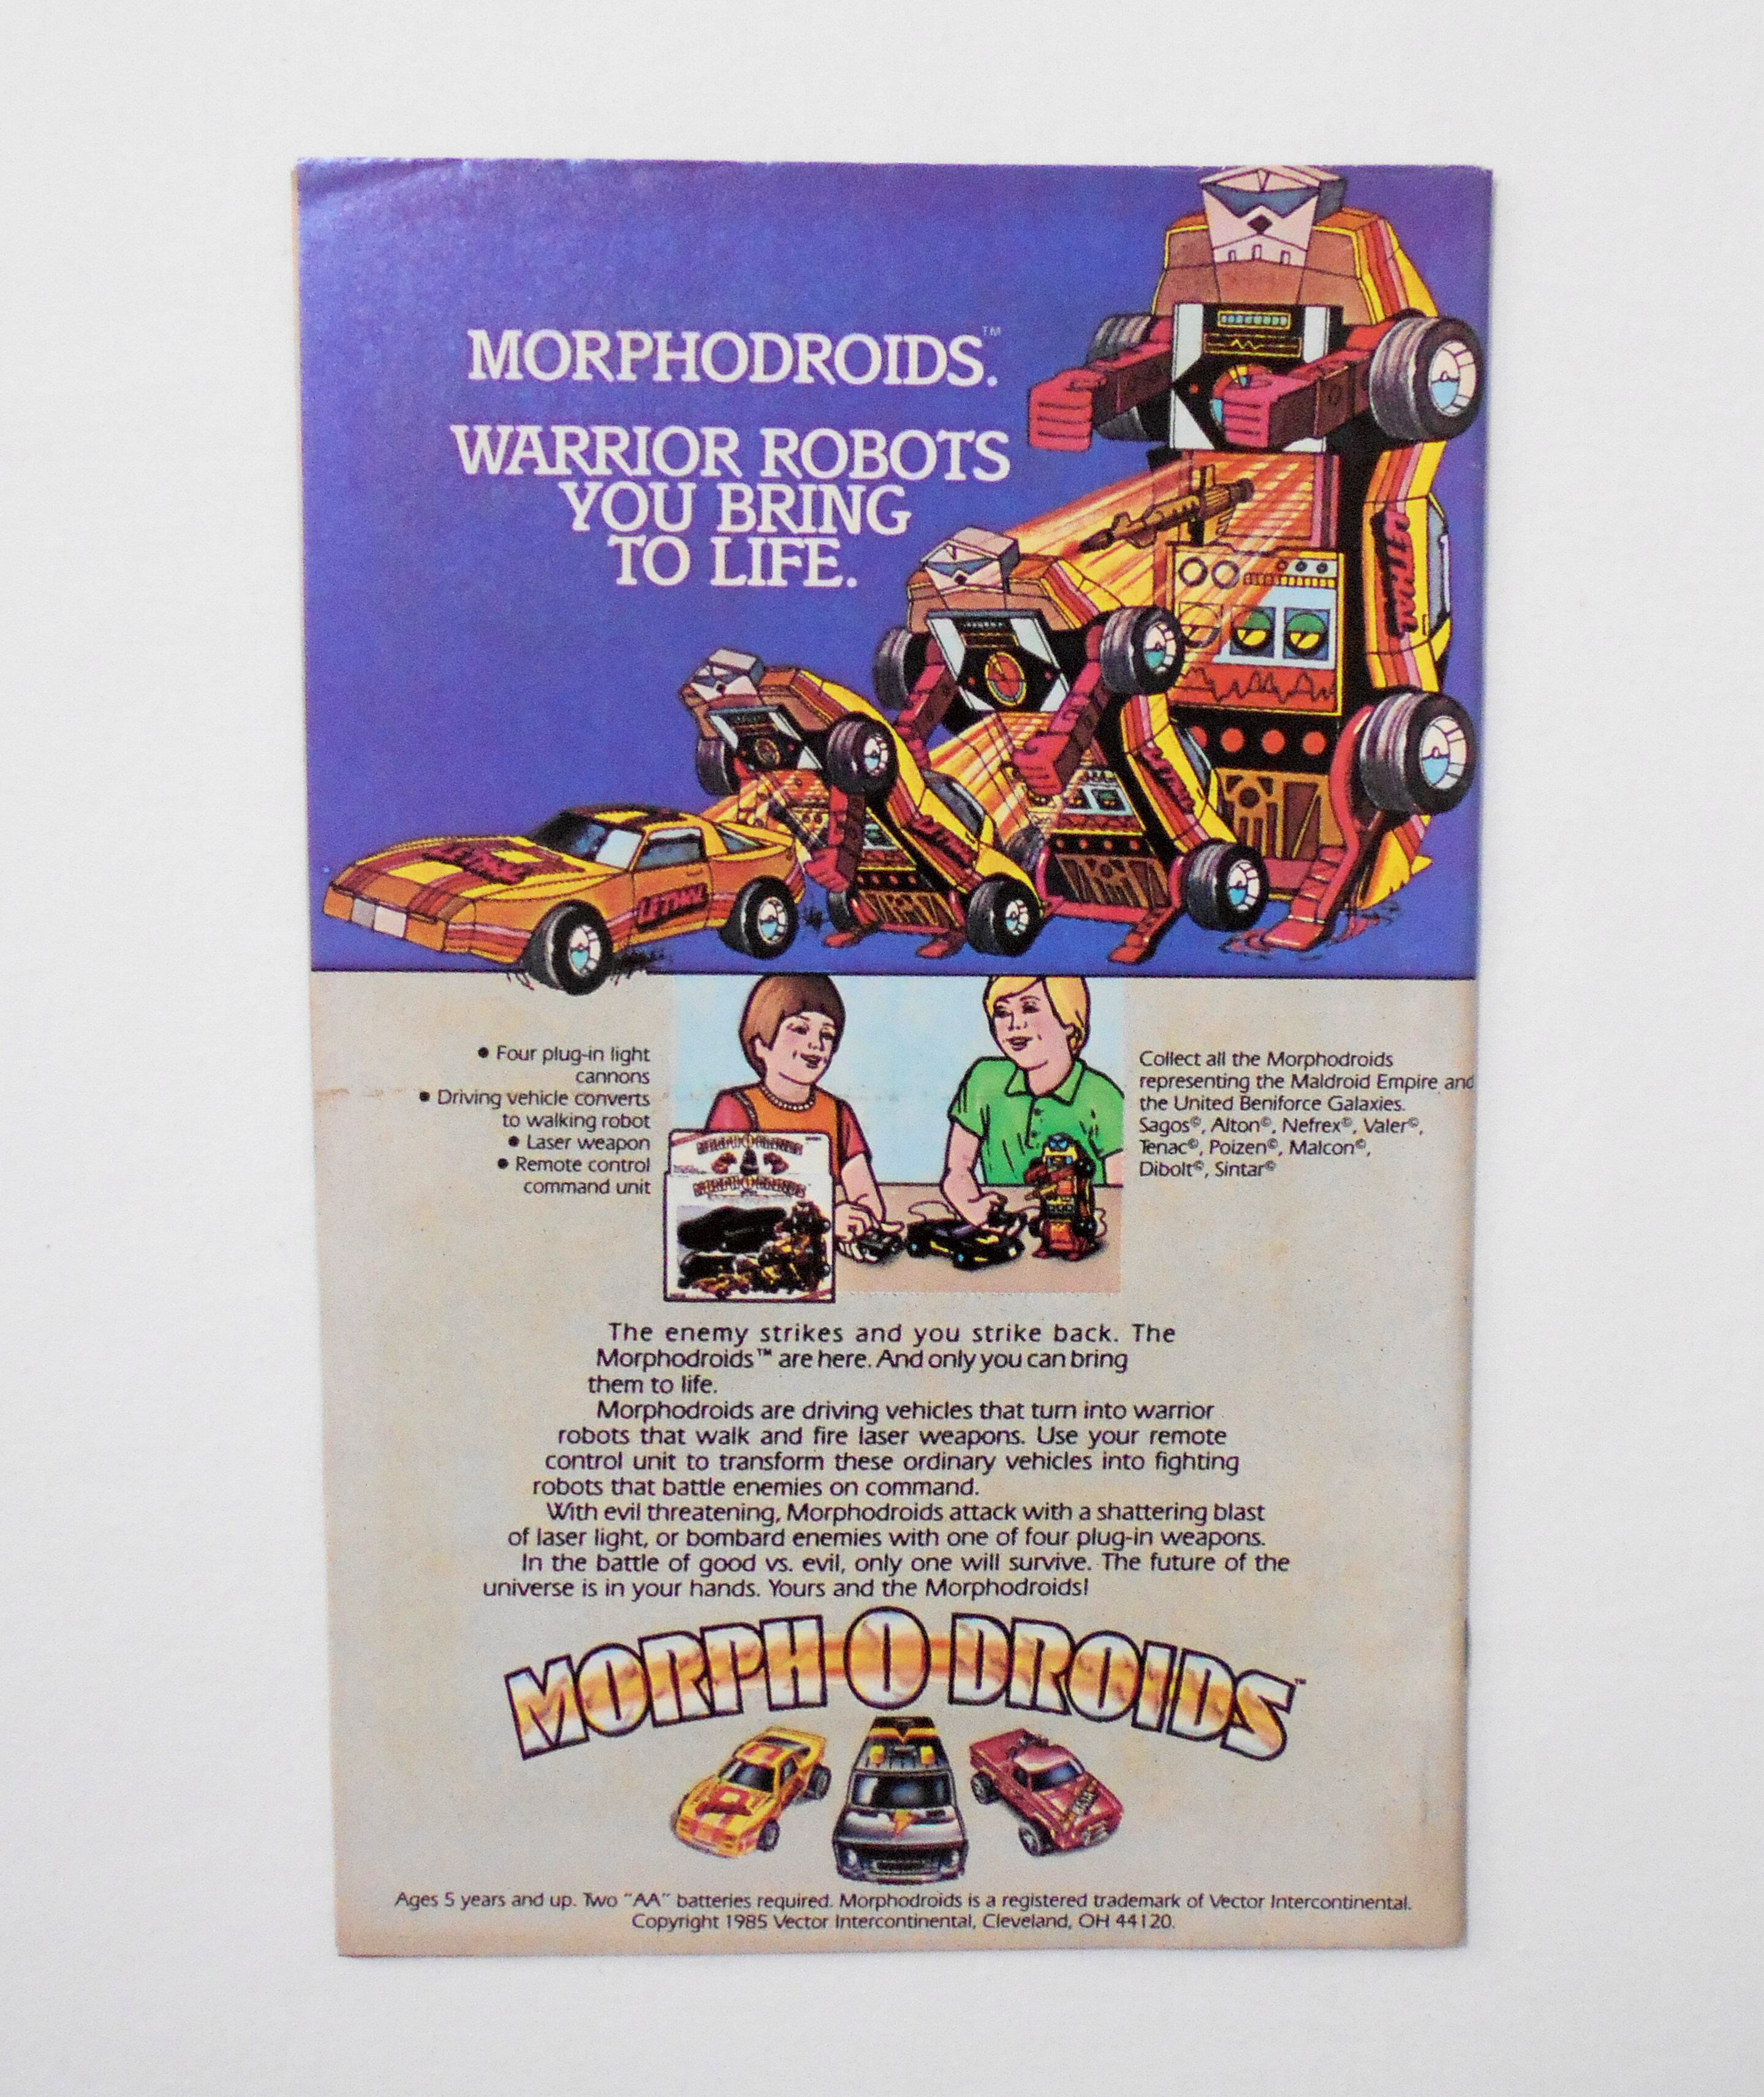 MORPHODROIDS.™
WARRIOR ROBOTS
YOU BRING
TO LIFE.
LETHAL
LETHAL
LETHAL
• Four plug-in light
cannons
• Driving vehicle converts
to walking robot
• Laser weapon
• Remote control
command unit
Collect all the Morphodroids
representing the Maldroid Empire and
the United Beniforce Galaxies.
Sagos©, Alton©, Nefrex©, Valer©,
Tenac©, Poizen©, Malcon©,
Dibolt©, Sintar©
The enemy strikes and you strike back. The
Morphodroids™ are here. And only you can bring
them to life.
Morphodroids are driving vehicles that turn into warrior
robots that walk and fire laser weapons. Use your remote
control unit to transform these ordinary vehicles into fighting
robots that battle enemies on command.
With evil threatening, Morphodroids attack with a shattering blast
of laser light, or bombard enemies with one of four plug-in weapons.
In the battle of good vs. evil, only one will survive. The future of the
universe is in your hands. Yours and the Morphodroids!
MORPH O DROIDS™
Ages 5 years and up. Two "AA" batteries required. Morphodroids is a registered trademark of Vector Intercontinental.
Copyright 1985 Vector Intercontinental, Cleveland, OH 44120.